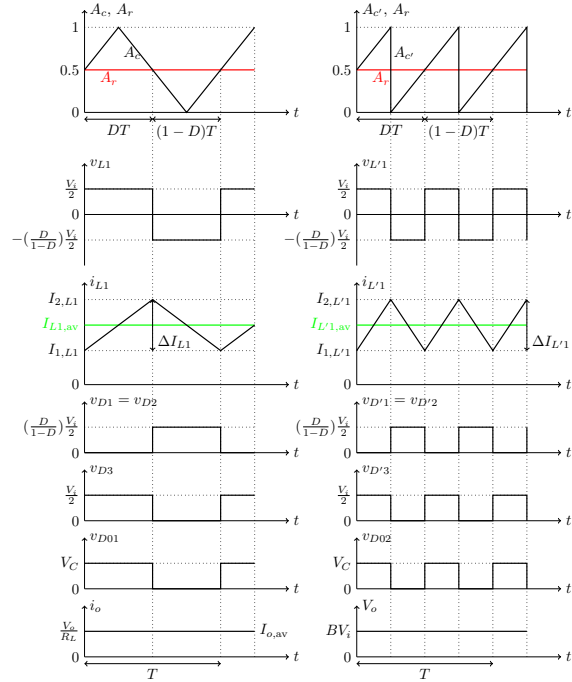 A_c, A_r
1
A_c
0.5
A_r
0
t
DT
(1 − D)T
v_{L1}
V_i/2
0
t
−(D/(1−D))V_i/2
i_{L1}
I_{2,L1}
I_{L1,av}
ΔI_{L1}
I_{1,L1}
0
t
v_{D1} = v_{D2}
(D/(1−D))V_i/2
0
t
v_{D3}
V_i/2
0
t
v_{D01}
V_C
0
t
i_o
V_o/R_L
I_{o,av}
0
t
T
A_{c'}, A_r
1
A_{c'}
0.5
A_r
0
t
DT
(1 − D)T
v_{L'1}
V_i/2
0
t
−(D/(1−D))V_i/2
i_{L'1}
I_{2,L'1}
I_{L'1,av}
ΔI_{L'1}
I_{1,L'1}
0
t
v_{D'1} = v_{D'2}
(D/(1−D))V_i/2
0
t
v_{D'3}
V_i/2
0
t
v_{D02}
V_C
0
t
V_o
BV_i
0
t
T